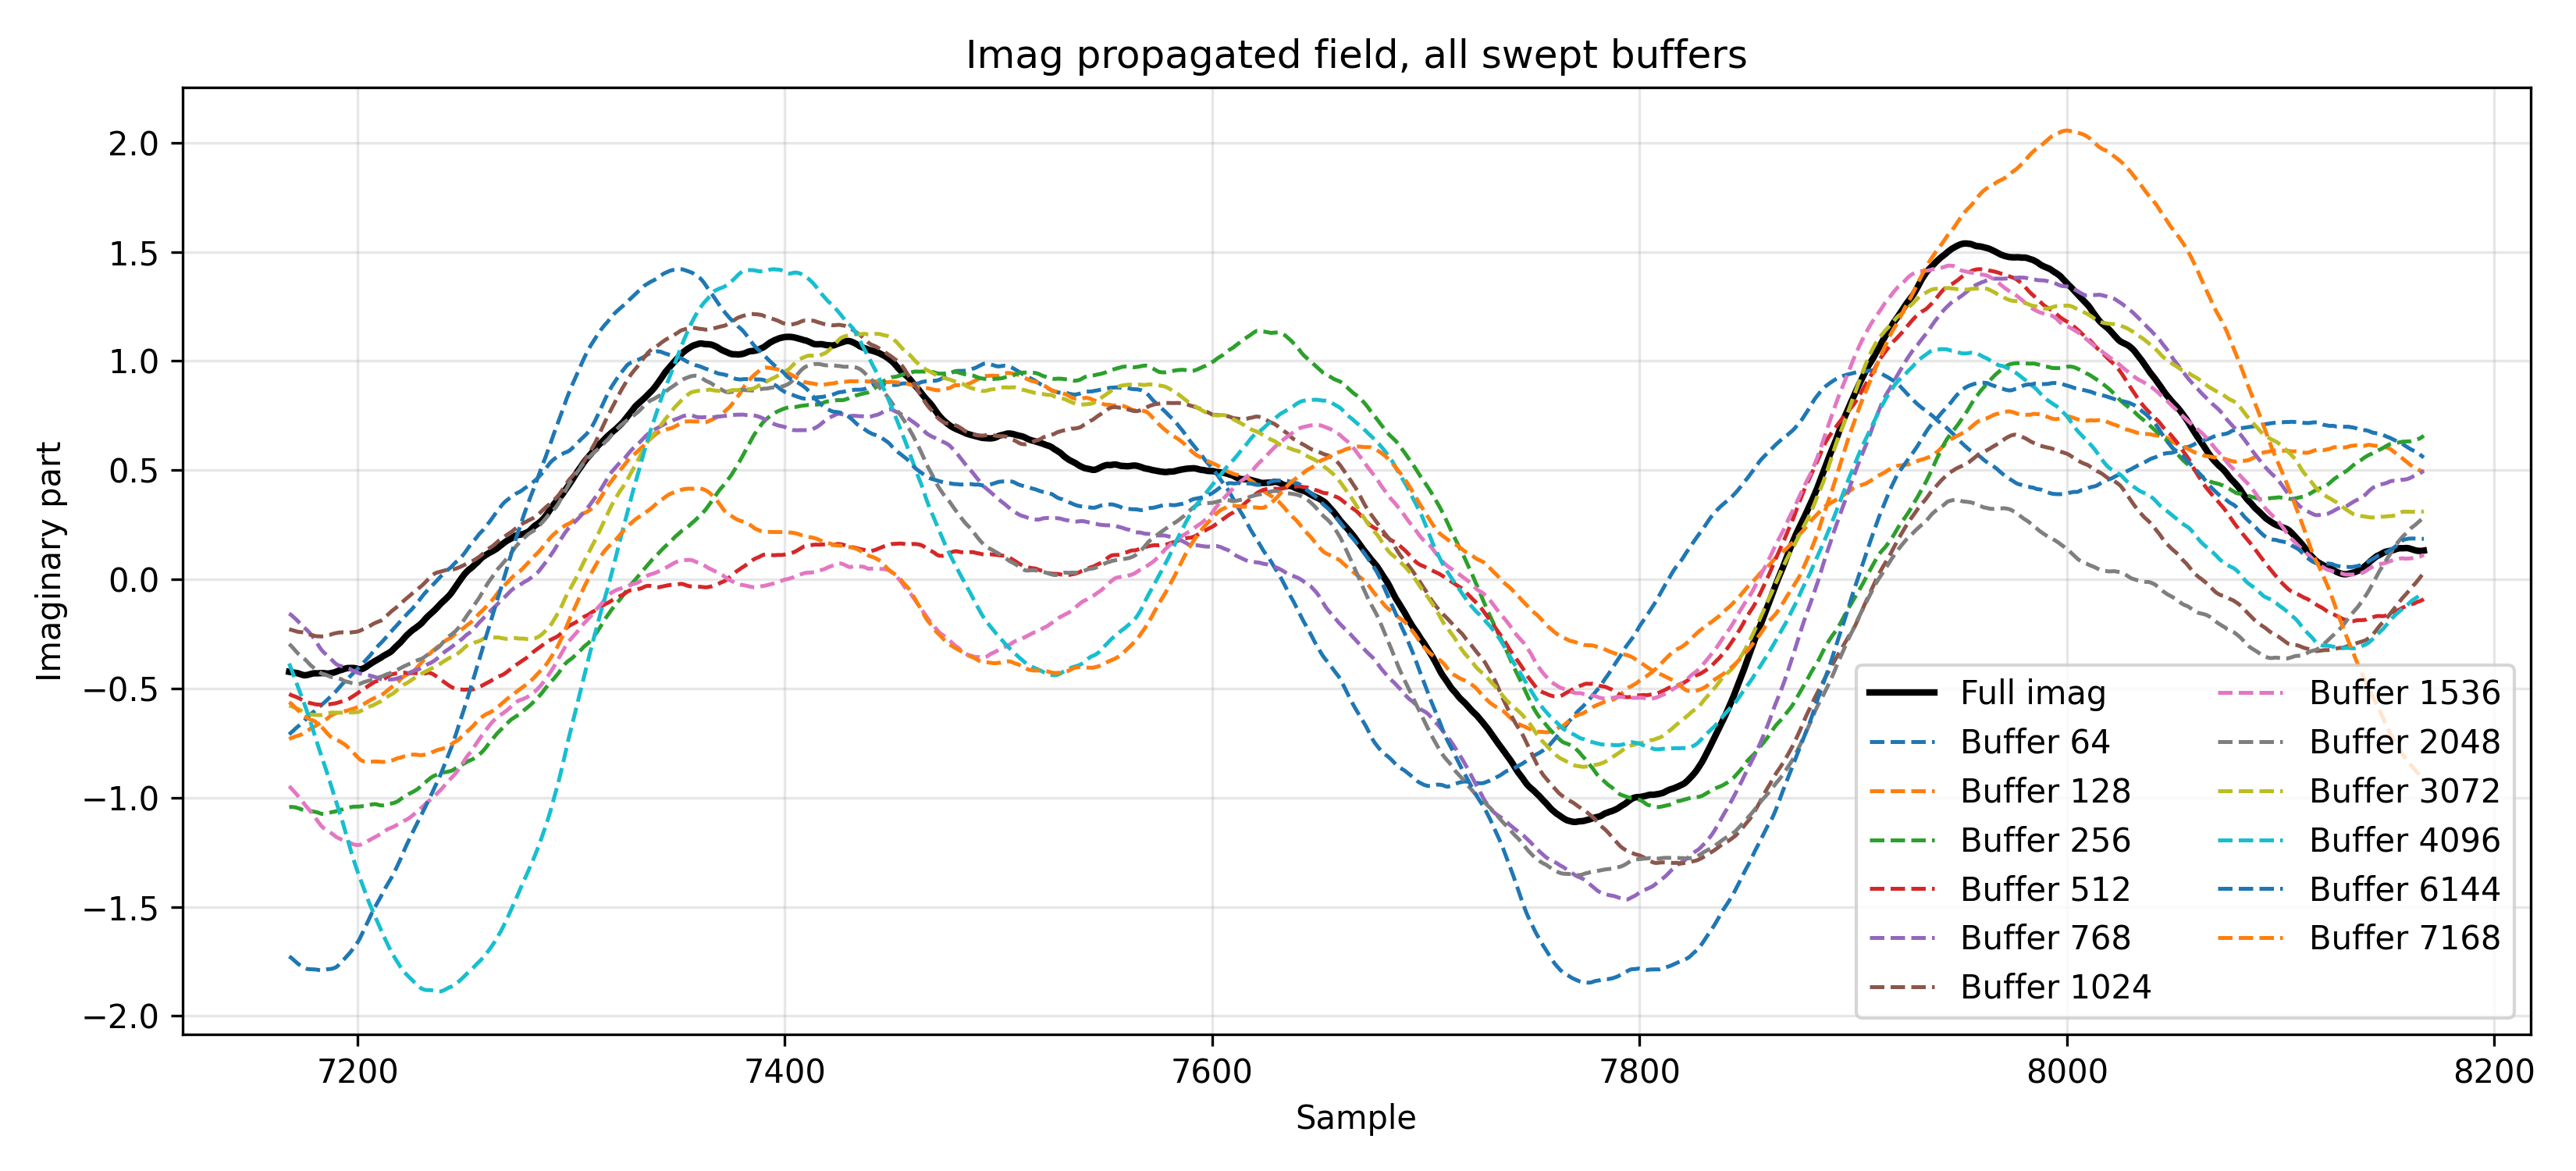 Imag propagated field, all swept buffers
Imaginary part
2.0
1.5
1.0
0.5
0.0
−0.5
−1.0
−1.5
−2.0
7200
7400
7600
7800
8000
8200
Sample
Full imag
Buffer 64
Buffer 128
Buffer 256
Buffer 512
Buffer 768
Buffer 1024
Buffer 1536
Buffer 2048
Buffer 3072
Buffer 4096
Buffer 6144
Buffer 7168